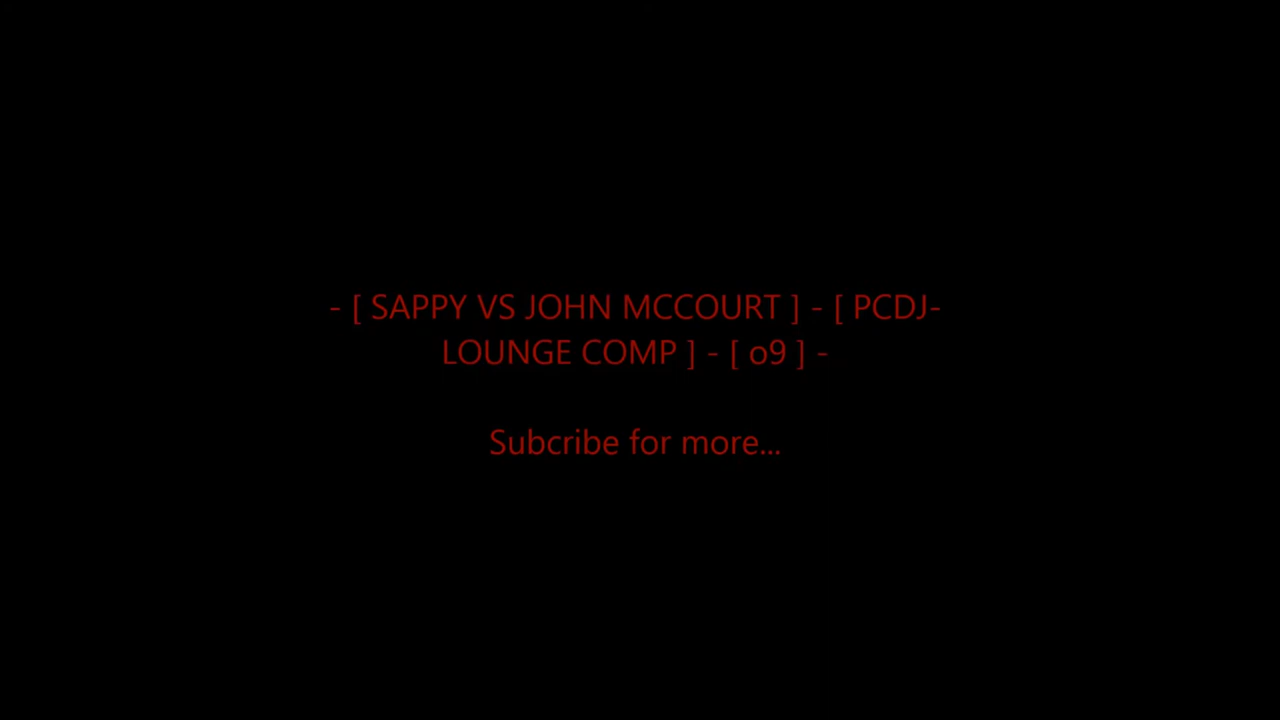 - [ SAPPY VS JOHN MCCOURT ] - [ PCDJ-
LOUNGE COMP ] - [ o9 ] -
Subcribe for more...